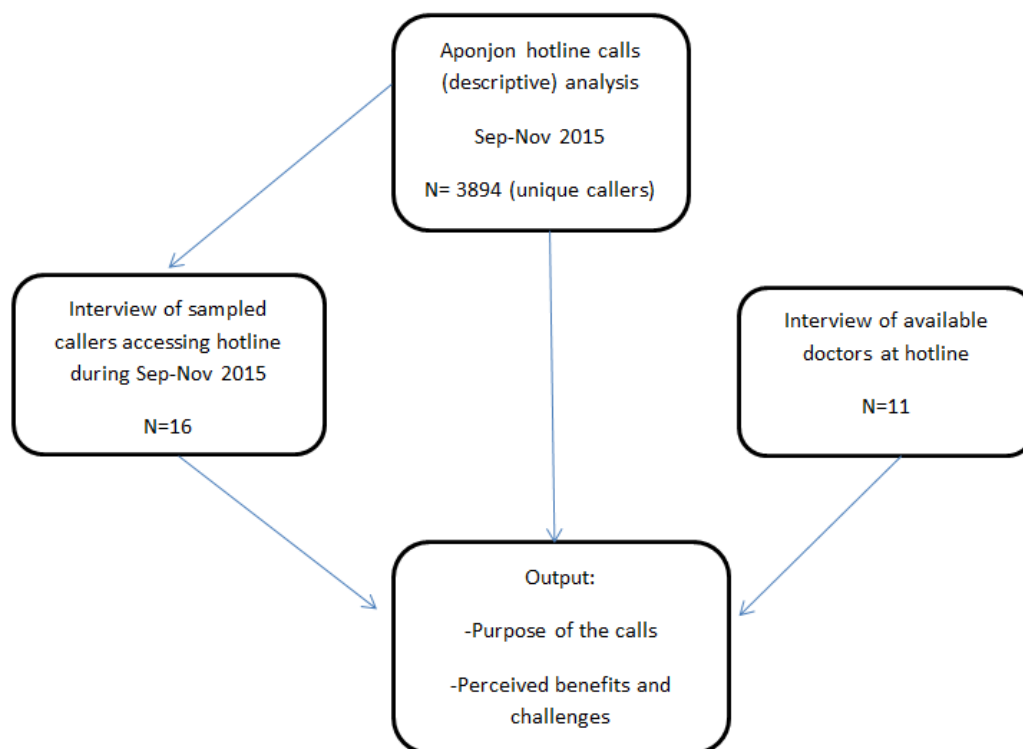 Aponjon hotline calls
(descriptive) analysis
Sep-Nov 2015
N= 3894 (unique callers)
Interview of sampled
callers accessing hotline
during Sep-Nov 2015
N=16
Interview of available
doctors at hotline
N=11
Output:
-Purpose of the calls
-Perceived benefits and
challenges